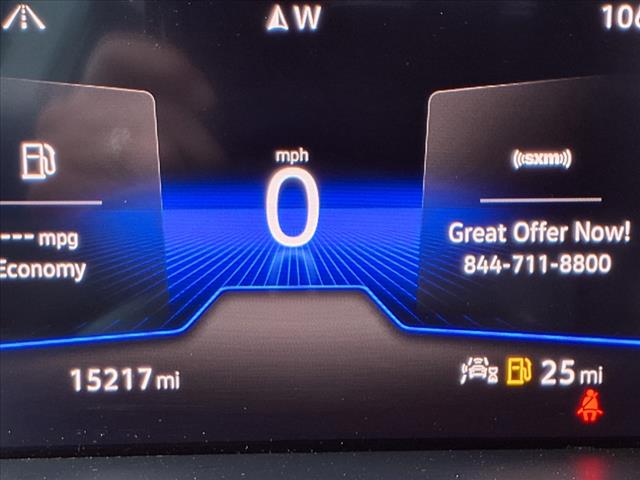 W
106
mph
0
sxm
--- mpg
Economy
Great Offer Now!
844-711-8800
15217 mi
25 mi